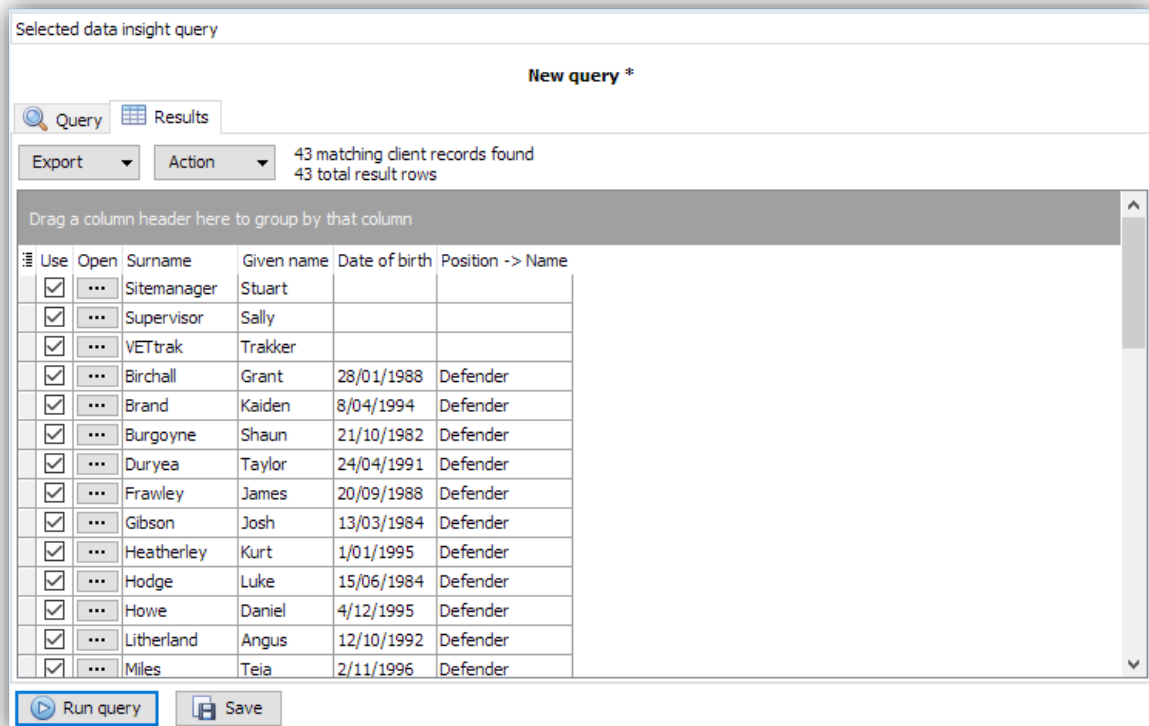 Selected data insight query
New query *
Query Results
Export Action 43 matching client records found
43 total result rows
Drag a column header here to group by that column
Use Open Surname Given name Date of birth Position -> Name
... Sitemanager Stuart
... Supervisor Sally
... VETtrak Trakker
... Birchall Grant 28/01/1988 Defender
... Brand Kaiden 8/04/1994 Defender
... Burgoyne Shaun 21/10/1982 Defender
... Duryea Taylor 24/04/1991 Defender
... Frawley James 20/09/1988 Defender
... Gibson Josh 13/03/1984 Defender
... Heatherley Kurt 1/01/1995 Defender
... Hodge Luke 15/06/1984 Defender
... Howe Daniel 4/12/1995 Defender
... Litherland Angus 12/10/1992 Defender
... Miles Teia 2/11/1996 Defender
Run query Save